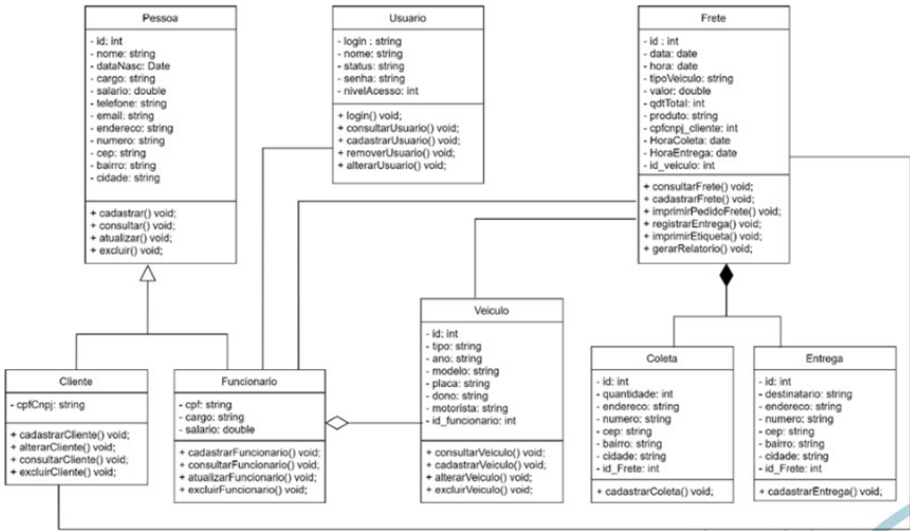 Pessoa
- id: int
- nome: string
- dataNasc: Date
- cargo: string
- salario: double
- telefone: string
- email: string
- endereco: string
- numero: string
- cep: string
- bairro: string
- cidade: string
+ cadastrar() void;
+ consultar() void;
+ atualizar() void;
+ excluir() void;
Usuario
- login : string
- nome: string
- status: string
- senha: string
- nivelAcesso: int
+ login() void;
+ consultarUsuario() void;
+ cadastrarUsuario() void;
+ removerUsuario() void;
+ alterarUsuario() void;
Frete
- id : int
- data: date
- hora: date
- tipoVeiculo: string
- valor: double
- qdtTotal: int
- produto: string
- cpfcnpj_cliente: int
- HoraColeta: date
- HoraEntrega: date
- id_veiculo: int
+ consultarFrete() void;
+ cadastrarFrete() void;
+ imprimirPedidoFrete() void;
+ registrarEntrega() void;
+ imprimirEtiqueta() void;
+ gerarRelatorio() void;
Cliente
- cpfCnpj: string
+ cadastrarCliente() void;
+ alterarCliente() void;
+ consultarCliente() void;
+ excluirCliente() void;
Funcionario
- cpf: string
- cargo: string
- salario: double
+ cadastrarFuncionario() void;
+ consultarFuncionario() void;
+ atualizarFuncionario() void;
+ excluirFuncionario() void;
Veiculo
- id: int
- tipo: string
- ano: string
- modelo: string
- placa: string
- dono: string
- motorista: string
- id_funcionario: int
+ consultarVeiculo() void;
+ cadastrarVeiculo() void;
+ alterarVeiculo() void;
+ excluirVeiculo() void;
Coleta
- id: int
- quantidade: int
- endereco: string
- numero: string
- cep: string
- bairro: string
- cidade: string
- id_Frete: int
+ cadastrarColeta() void;
Entrega
- id: int
- destinatario: string
- endereco: string
- numero: string
- cep: string
- bairro: string
- cidade: string
- id_Frete: int
+ cadastrarEntrega() void;